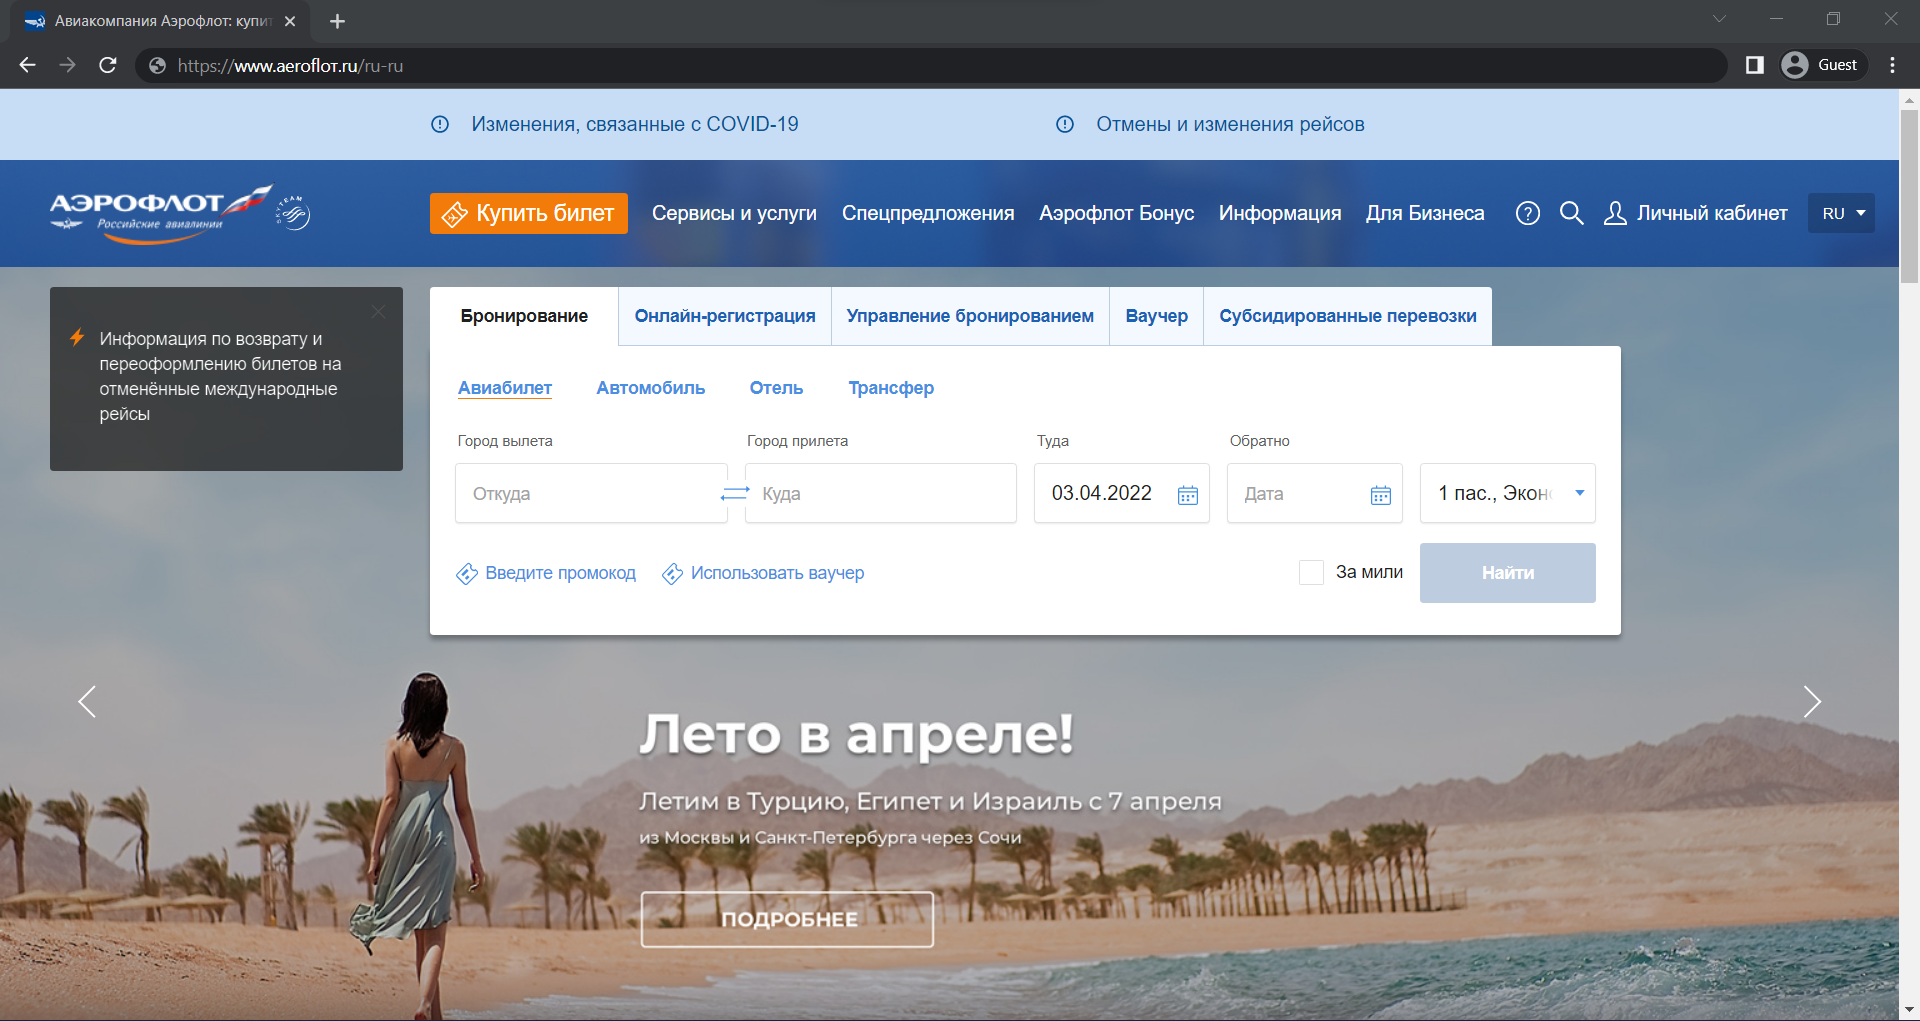 Авиакомпания Аэрофлот: купит
https://www.aeroflот.ru/ru-ru
Guest
Изменения, связанные с COVID-19
Отмены и изменения рейсов
АЭРОФЛОТ
Российские авиалинии
SKYTEAM
Купить билет
Сервисы и услуги
Спецпредложения
Аэрофлот Бонус
Информация
Для Бизнеса
Личный кабинет
RU
Информация по возврату и
переоформлению билетов на
отменённые международные
рейсы
Бронирование
Онлайн-регистрация
Управление бронированием
Ваучер
Субсидированные перевозки
Авиабилет
Автомобиль
Отель
Трансфер
Город вылета
Город прилета
Туда
Обратно
Откуда
Куда
03.04.2022
Дата
1 пас., Экон
Введите промокод
Использовать ваучер
За мили
Найти
Лето в апреле!
Летим в Турцию, Египет и Израиль с 7 апреля
из Москвы и Санкт-Петербурга через Сочи
ПОДРОБНЕЕ